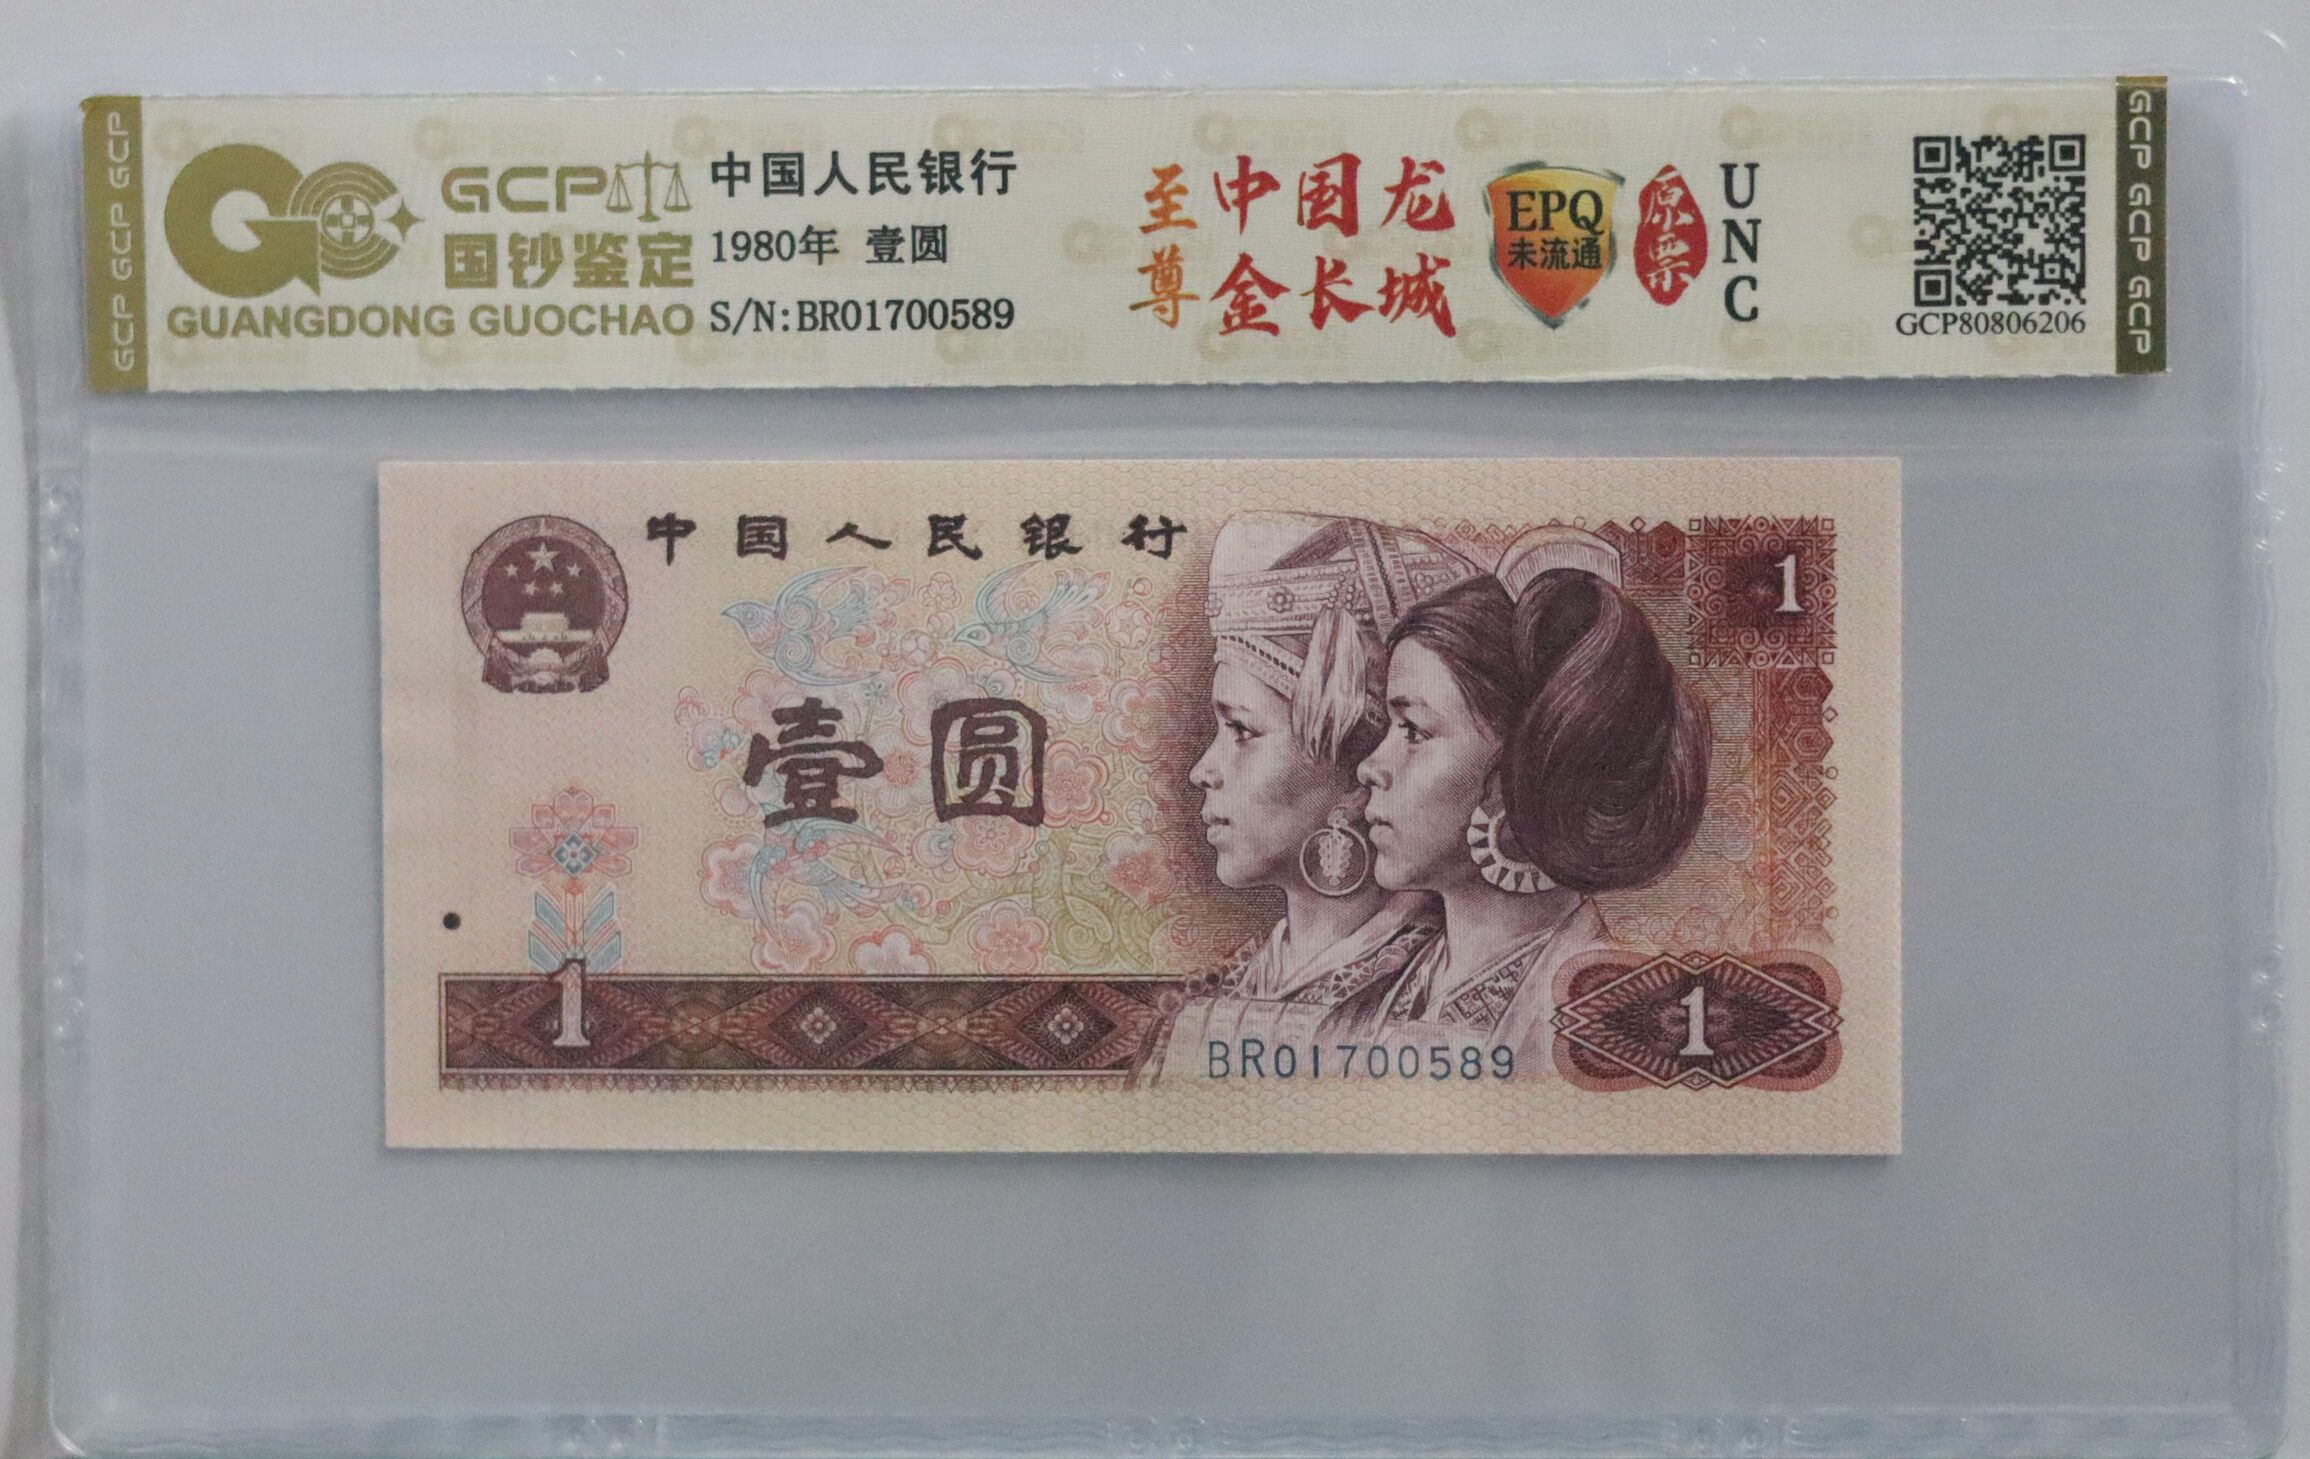 GCP GCP GCP
GCP
国钞鉴定
GUANGDONG GUOCHAO
中国人民银行
1980年 壹圆
S/N:BR01700589
至尊
中国龙
金长城
EPQ
未流通
原票
UNC
GCP80806206
GCP GCP GCP
中国人民银行
1
壹圆
1
BR01700589
1